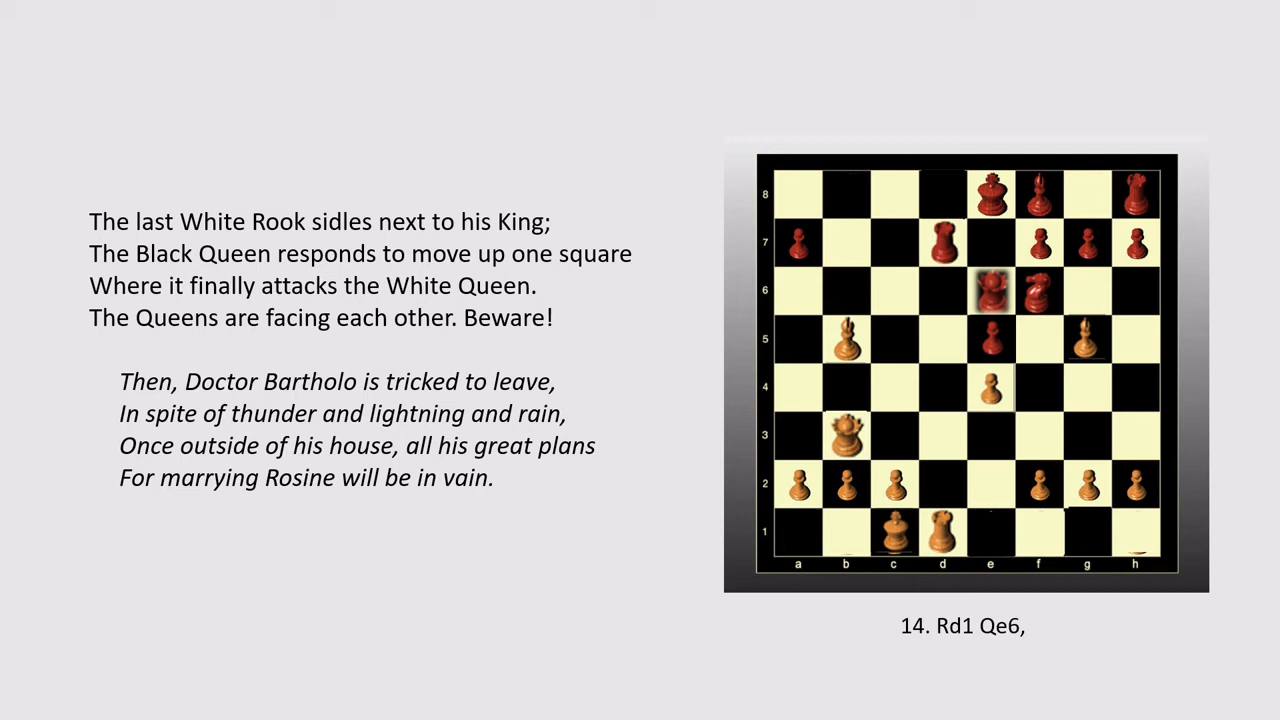 The last White Rook sidles next to his King;
The Black Queen responds to move up one square
Where it finally attacks the White Queen.
The Queens are facing each other. Beware!
Then, Doctor Bartholo is tricked to leave,
In spite of thunder and lightning and rain,
Once outside of his house, all his great plans
For marrying Rosine will be in vain.
8
7
6
5
4
3
2
1
a b c d e f g h
14. Rd1 Qe6,